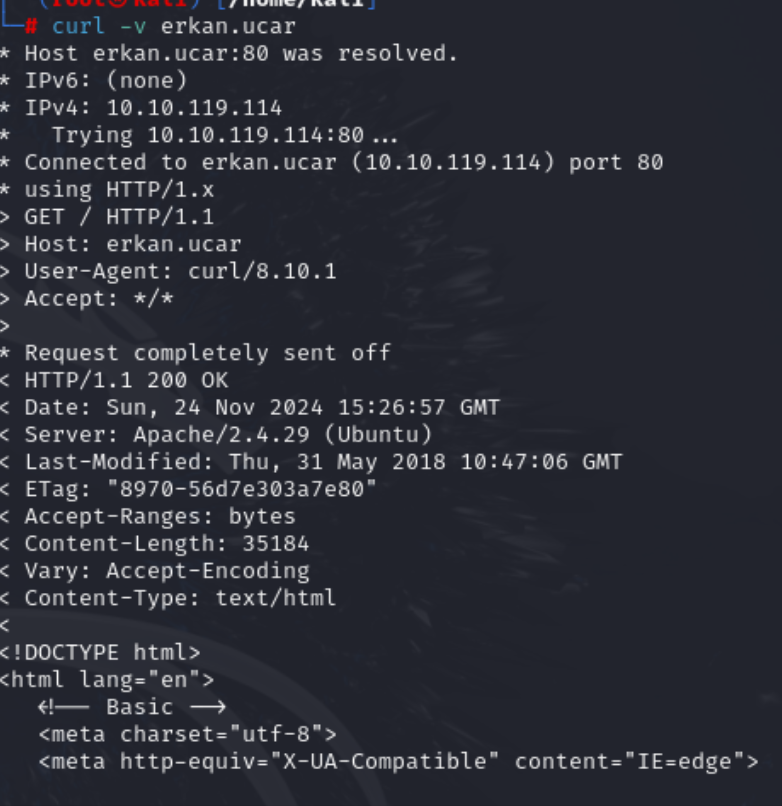 (root㉿kali) [/home/kali]
└─# curl -v erkan.ucar
* Host erkan.ucar:80 was resolved.
* IPv6: (none)
* IPv4: 10.10.119.114
*   Trying 10.10.119.114:80...
* Connected to erkan.ucar (10.10.119.114) port 80
* using HTTP/1.x
> GET / HTTP/1.1
> Host: erkan.ucar
> User-Agent: curl/8.10.1
> Accept: */*
>
* Request completely sent off
< HTTP/1.1 200 OK
< Date: Sun, 24 Nov 2024 15:26:57 GMT
< Server: Apache/2.4.29 (Ubuntu)
< Last-Modified: Thu, 31 May 2018 10:47:06 GMT
< ETag: "8970-56d7e303a7e80"
< Accept-Ranges: bytes
< Content-Length: 35184
< Vary: Accept-Encoding
< Content-Type: text/html
<
<!DOCTYPE html>
<html lang="en">
   <!-- Basic -->
   <meta charset="utf-8">
   <meta http-equiv="X-UA-Compatible" content="IE=edge">